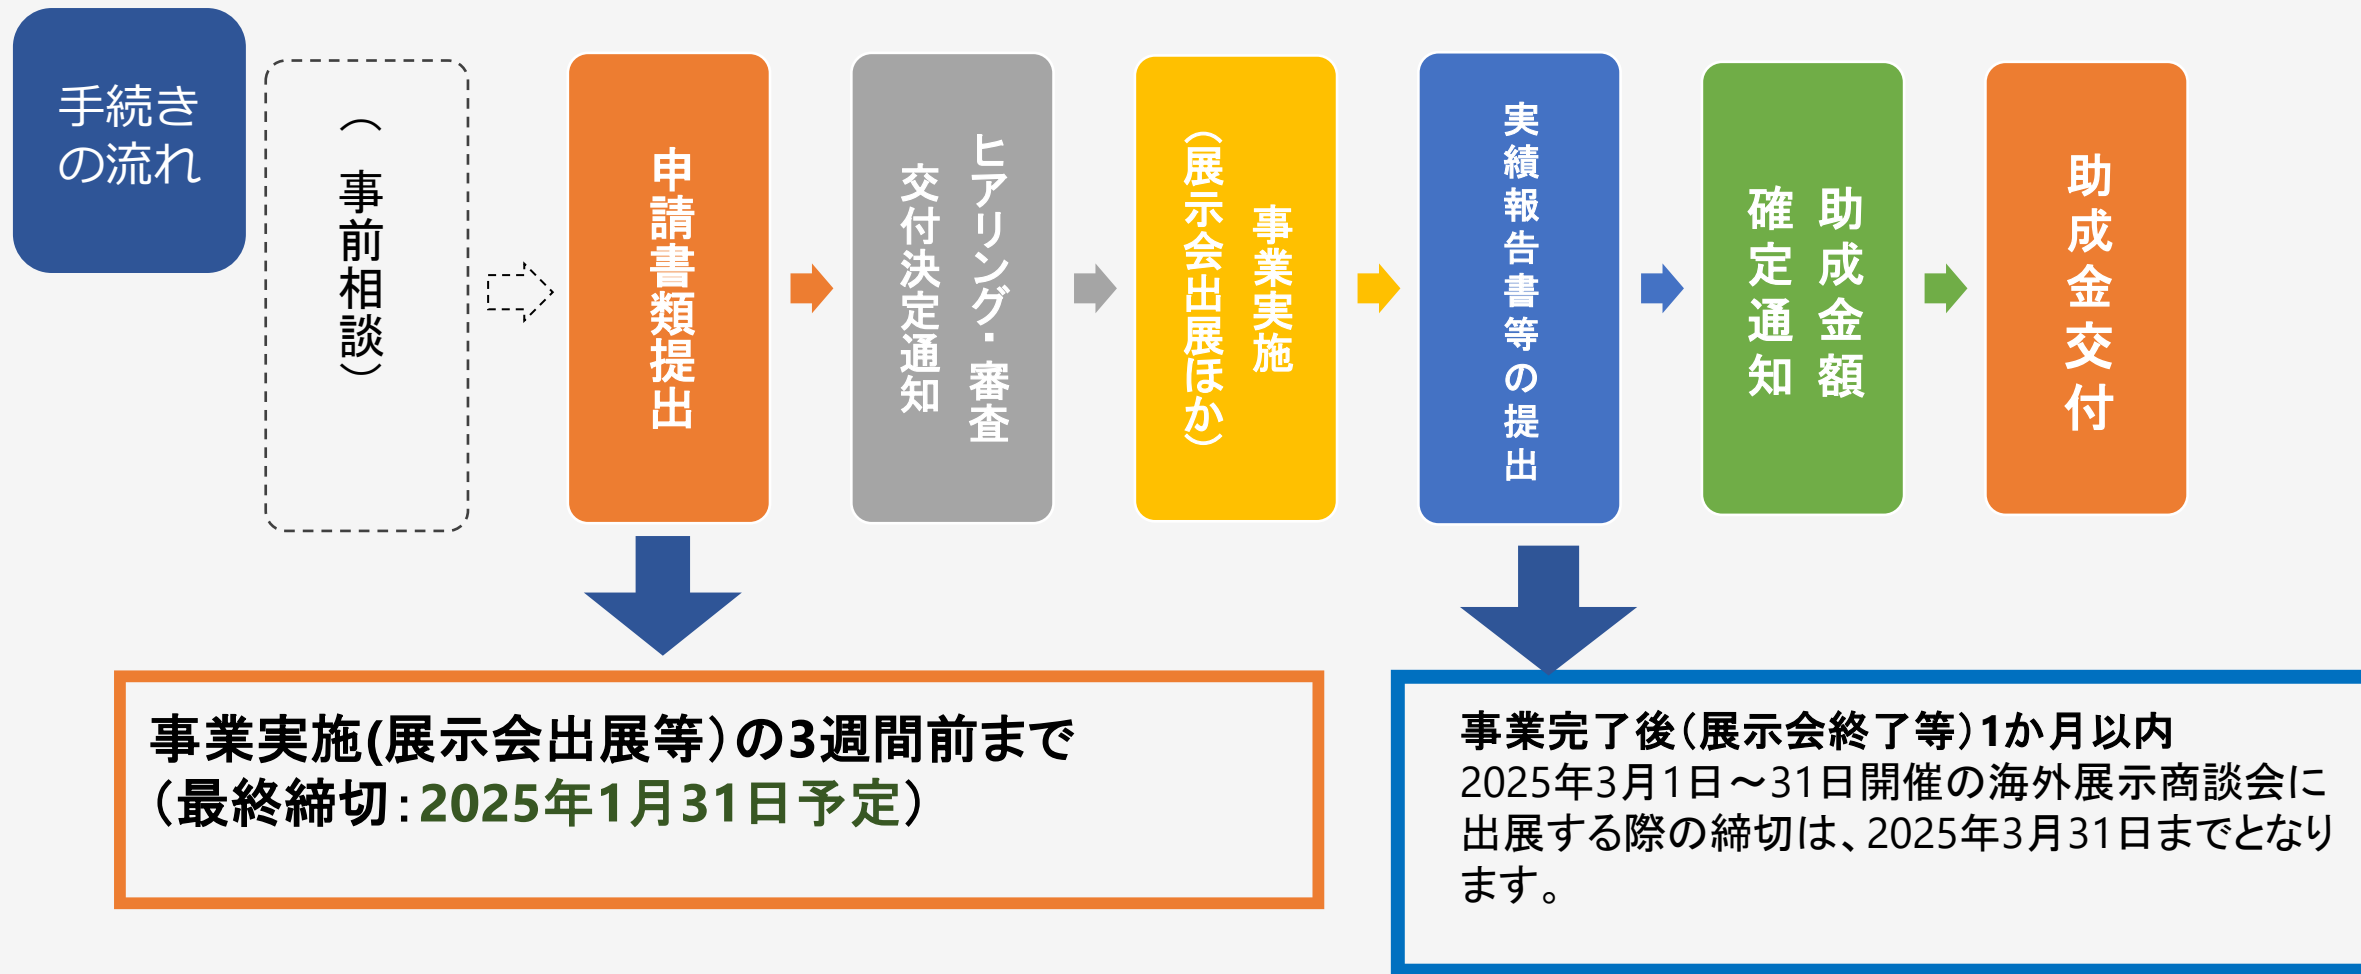 手続き
の流れ
（事前相談）
申請書類提出
ヒアリング・審査
交付決定通知
事業実施
（展示会出展ほか）
実績報告書等の提出
助成金額
確定通知
助成金交付
事業実施(展示会出展等）の3週間前まで
（最終締切：2025年1月31日予定）
事業完了後（展示会終了等）1か月以内
2025年3月1日～31日開催の海外展示商談会に
出展する際の締切は、2025年3月31日までとなり
ます。